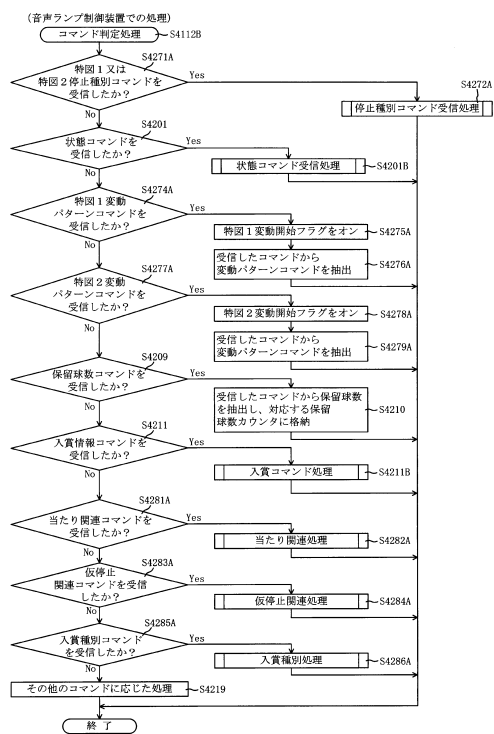 (音声ランプ制御装置での処理)
コマンド判定処理
S4112B
S4271A
特図1又は
特図2停止種別コマンドを
受信したか?
Yes
No
S4272A
停止種別コマンド受信処理
S4201
状態コマンドを
受信したか?
Yes
No
状態コマンド受信処理
S4201B
S4274A
特図1変動
パターンコマンドを
受信したか?
Yes
No
特図1変動開始フラグをオン
S4275A
受信したコマンドから
変動パターンコマンドを抽出
S4276A
S4277A
特図2変動
パターンコマンドを
受信したか?
Yes
No
特図2変動開始フラグをオン
S4278A
受信したコマンドから
変動パターンコマンドを抽出
S4279A
S4209
保留球数コマンドを
受信したか?
Yes
No
受信したコマンドから保留球数
を抽出し、対応する保留
球数カウンタに格納
S4210
S4211
入賞情報コマンドを
受信したか?
Yes
No
入賞コマンド処理
S4211B
S4281A
当たり関連コマンドを
受信したか?
Yes
No
当たり関連処理
S4282A
S4283A
仮停止
関連コマンドを受信
したか?
Yes
No
仮停止関連処理
S4284A
S4285A
入賞種別コマンド
を受信したか?
Yes
No
入賞種別処理
S4286A
その他のコマンドに応じた処理
S4219
終了